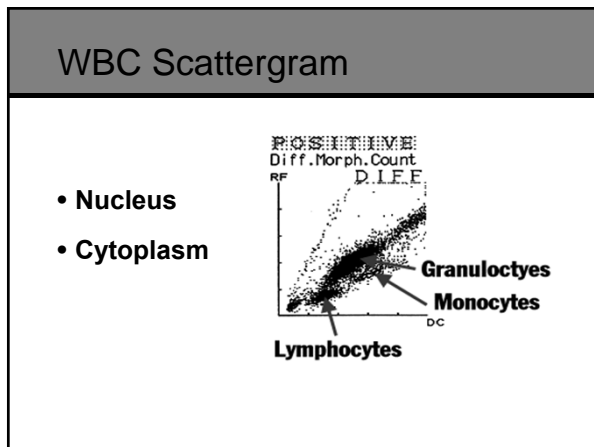 WBC Scattergram
POSITIVE
Diff.Morph.Count
RF
DIFF
• Nucleus
• Cytoplasm
Granuloctyes
Monocytes
DC
Lymphocytes